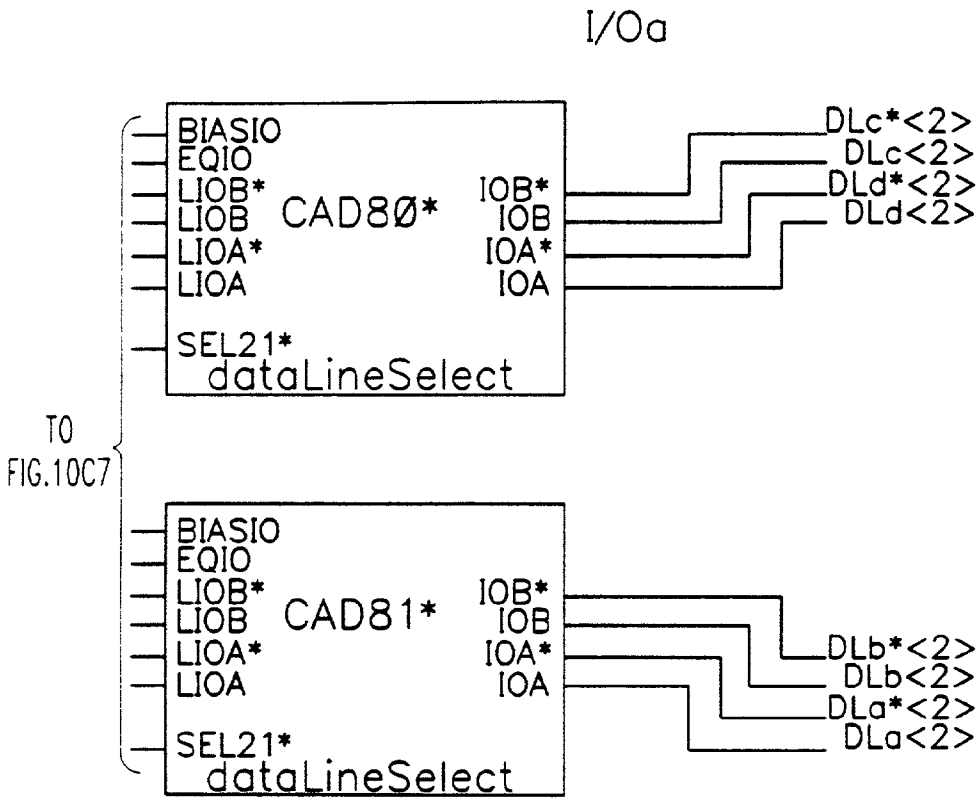 I/Oa
BIASIO
EQIO
LIOB*
LIOB
LIOA*
LIOA
SEL21*
CAD80*
dataLineSelect
IOB*
IOB
IOA*
IOA
DLc*<2>
DLc<2>
DLd*<2>
DLd<2>
TO
FIG.10C7
BIASIO
EQIO
LIOB*
LIOB
LIOA*
LIOA
SEL21*
CAD81*
dataLineSelect
IOB*
IOB
IOA*
IOA
DLb*<2>
DLb<2>
DLa*<2>
DLa<2>